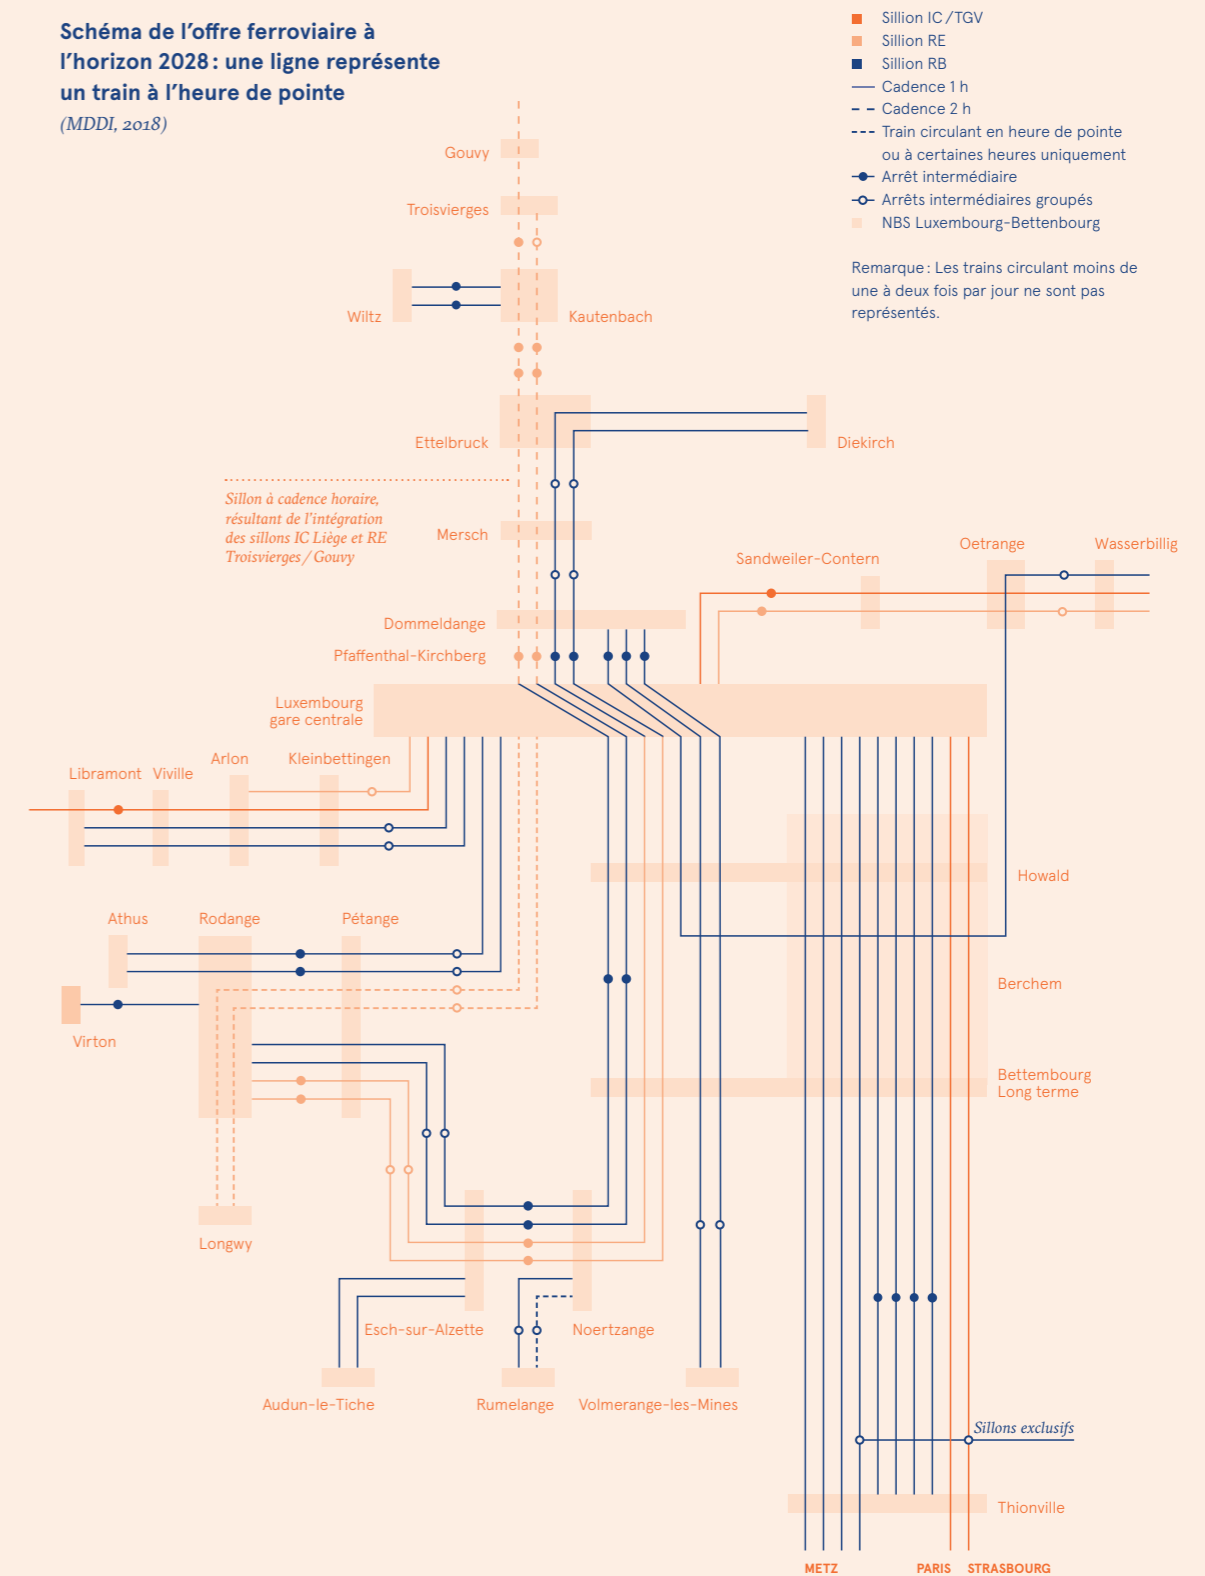 Schéma de l’offre ferroviaire à
l’horizon 2028 : une ligne représente
un train à l’heure de pointe
(MDDI, 2018)
Sillion IC / TGV
Sillion RE
Sillion RB
Cadence 1 h
Cadence 2 h
Train circulant en heure de pointe
ou à certaines heures uniquement
Arrêt intermédiaire
Arrêts intermédiaires groupés
NBS Luxembourg-Bettenbourg
Remarque : Les trains circulant moins de
une à deux fois par jour ne sont pas
représentés.
Gouvy
Troisvierges
Wiltz
Kautenbach
Ettelbruck
Diekirch
Sillon à cadence horaire,
résultant de l’intégration
des sillons IC Liège et RE
Troisvierges / Gouvy
Mersch
Sandweiler-Contern
Oetrange
Wasserbillig
Dommeldange
Pfaffenthal-Kirchberg
Luxembourg
gare centrale
Libramont
Viville
Arlon
Kleinbettingen
Howald
Athus
Rodange
Pétange
Berchem
Virton
Bettembourg
Long terme
Longwy
Esch-sur-Alzette
Noertzange
Audun-le-Tiche
Rumelange
Volmerange-les-Mines
Sillons exclusifs
Thionville
METZ
PARIS
STRASBOURG